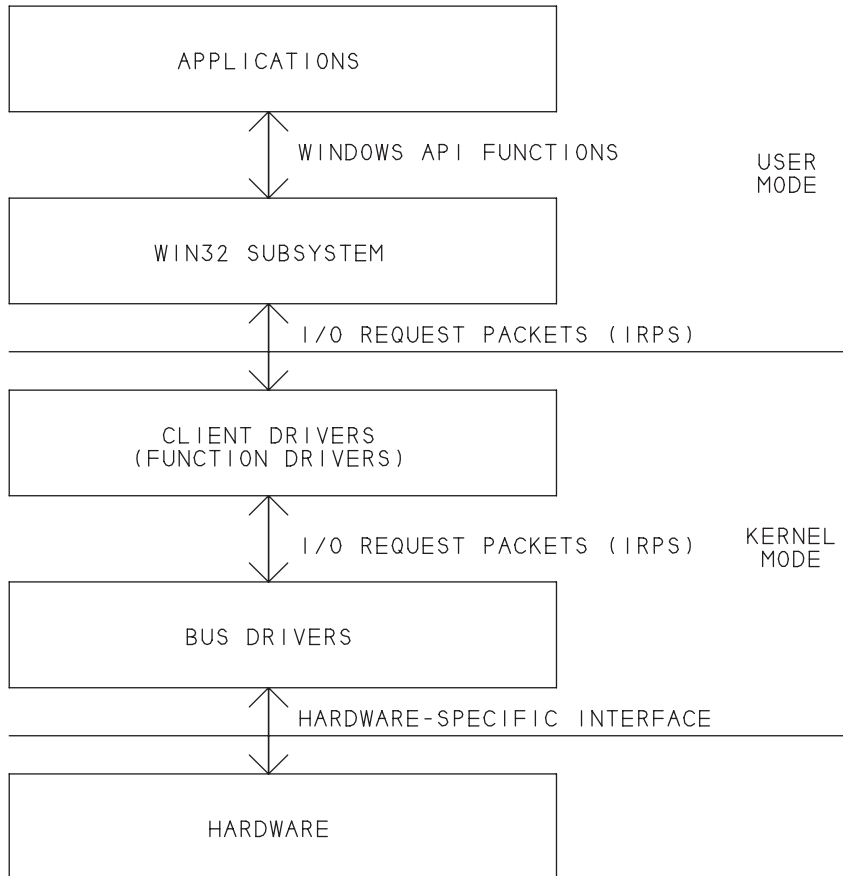 APPLICATIONS
WINDOWS API FUNCTIONS
USER
MODE
WIN32 SUBSYSTEM
I/O REQUEST PACKETS (IRPS)
CLIENT DRIVERS
(FUNCTION DRIVERS)
I/O REQUEST PACKETS (IRPS)
KERNEL
MODE
BUS DRIVERS
HARDWARE-SPECIFIC INTERFACE
HARDWARE